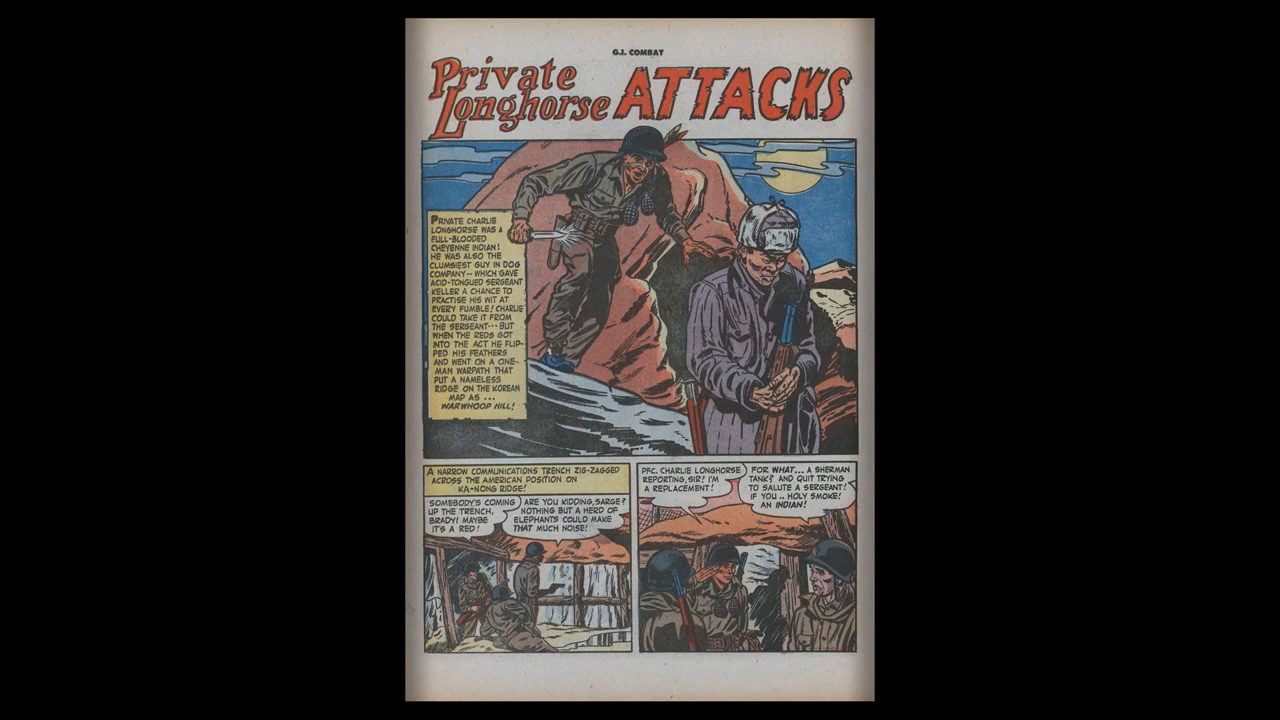 G.I. COMBAT
Private
Longhorse ATTACKS
PRIVATE CHARLIE
LONGHORSE WAS A
FULL-BLOODED
CHEYENNE INDIAN!
HE WAS ALSO THE
CLUMSIEST GUY IN DOG
COMPANY-- WHICH GAVE
ACID-TONGUED SERGEANT
KELLER A CHANCE TO
PRACTISE HIS WIT AT
EVERY FUMBLE! CHARLIE
COULD TAKE IT FROM
THE SERGEANT---BUT
WHEN THE REDS GOT
INTO THE ACT HE FLIP-
PED HIS FEATHERS
AND WENT ON A ONE-
MAN WARPATH THAT
PUT A NAMELESS
RIDGE ON THE KOREAN
MAP AS ...
WARWHOOP HILL!
A NARROW COMMUNICATIONS TRENCH ZIG-ZAGGED
ACROSS THE AMERICAN POSITION ON
KA-NONG RIDGE!
SOMEBODY'S COMING
UP THE TRENCH,
BRADY! MAYBE
IT'S A RED!
ARE YOU KIDDING, SARGE?
NOTHING BUT A HERD OF
ELEPHANTS COULD MAKE
THAT MUCH NOISE!
PFC. CHARLIE LONGHORSE
REPORTING, SIR! I'M
A REPLACEMENT!
FOR WHAT... A SHERMAN
TANK? AND QUIT TRYING
TO SALUTE A SERGEANT!
IF YOU .. HOLY SMOKE!
AN INDIAN!